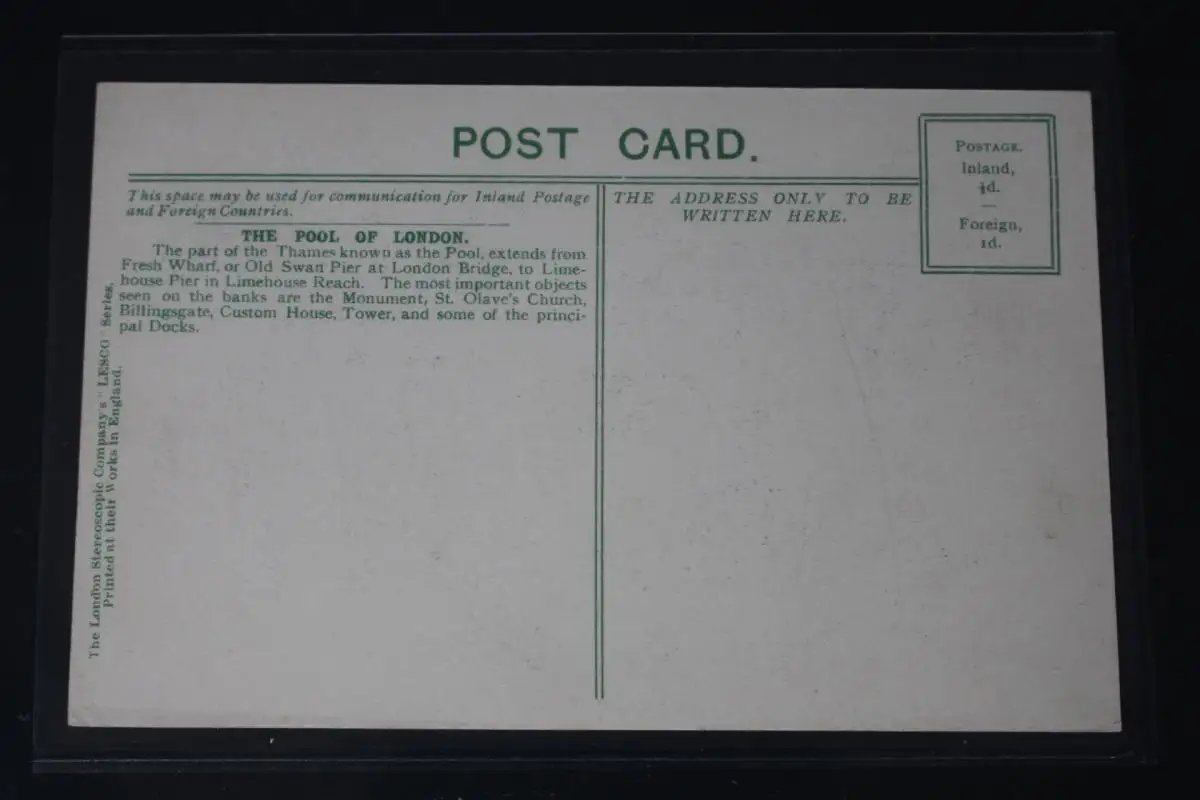 POST CARD.
This space may be used for communication for Inland Postage
and Foreign Countries.
THE POOL OF LONDON.
The part of the Thames known as the Pool, extends from
Fresh Wharf, or Old Swan Pier at London Bridge, to Lime-
house Pier in Limehouse Reach. The most important objects
seen on the banks are the Monument, St. Olave's Church,
Billingsgate, Custom House, Tower, and some of the princi-
pal Docks.
The London Stereoscopic Company's "LESCO" Series,
Printed at their Works in England.
THE ADDRESS ONLY TO BE
WRITTEN HERE.
POSTAGE.
Inland,
½d.
—
Foreign,
1d.